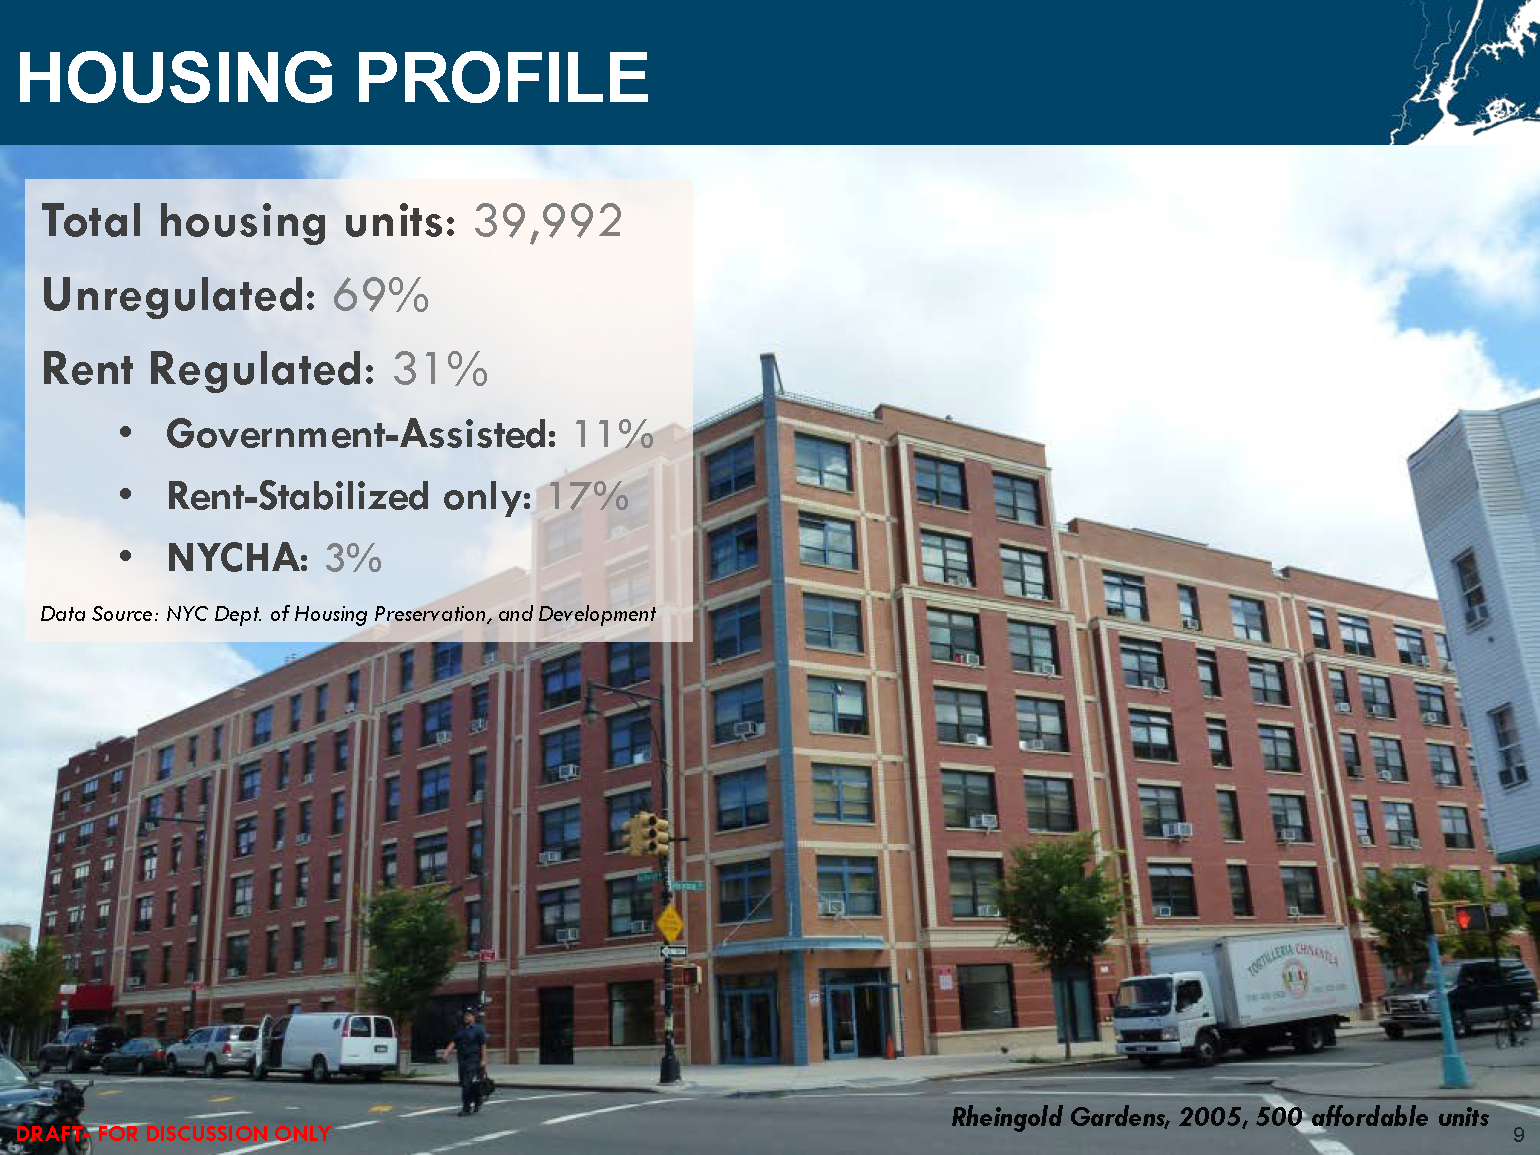 HOUSING PROFILE
Total housing units: 39,992
Unregulated: 69%
Rent Regulated: 31%
• Government-Assisted: 11%
• Rent-Stabilized only: 17%
• NYCHA: 3%
Data Source: NYC Dept. of Housing Preservation, and Development
TORTILLERIA CHINANTLA
Rheingold Gardens, 2005, 500 affordable units
DRAFT- FOR DISCUSSION ONLY
9